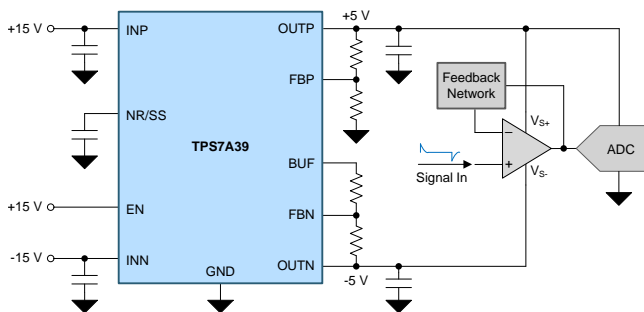 +15 V
INP
OUTP
+5 V
FBP
Feedback
Network
NR/SS
TPS7A39
VS+
BUF
−
+
ADC
Signal In
VS-
+15 V
EN
FBN
-15 V
INN
GND
OUTN
-5 V